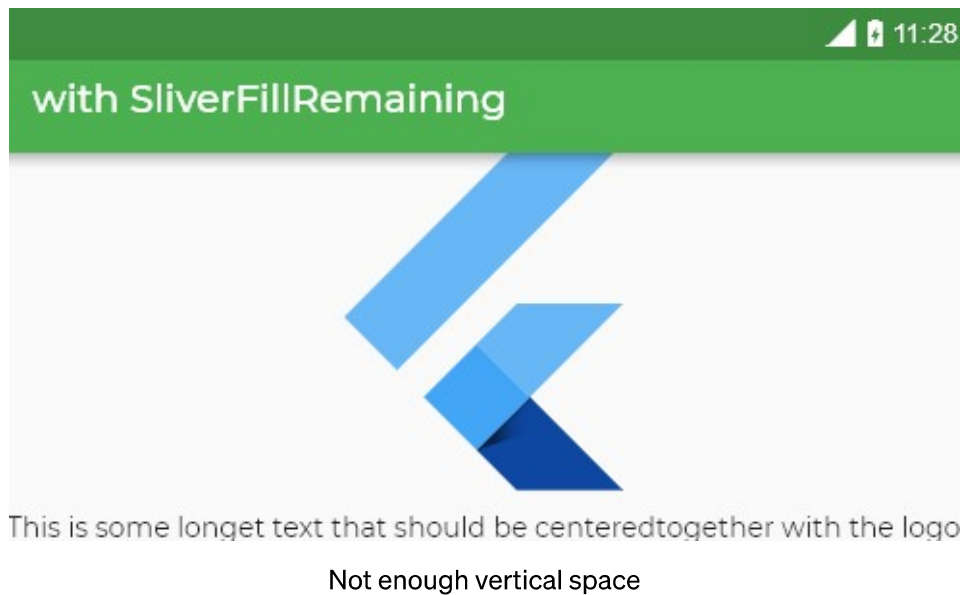 11:28
with SliverFillRemaining
This is some longet text that should be centeredtogether with the logo
Not enough vertical space